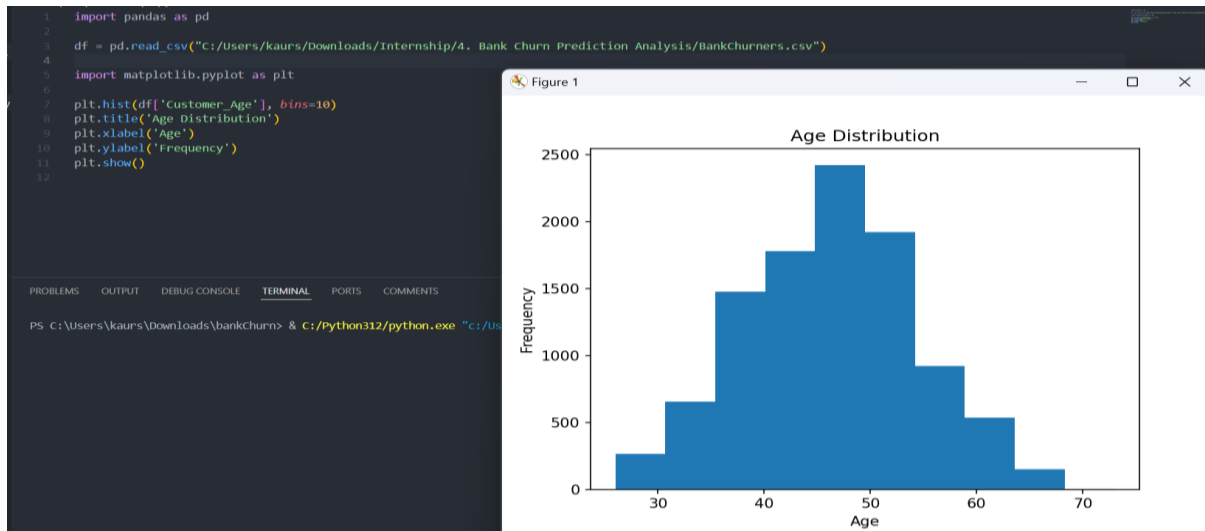 1 import pandas as pd
2
3 df = pd.read_csv("C:/Users/kaurs/Downloads/Internship/4. Bank Churn Prediction Analysis/BankChurners.csv")
4
5 import matplotlib.pyplot as plt
6
7 plt.hist(df['Customer_Age'], bins=10)
8 plt.title('Age Distribution')
9 plt.xlabel('Age')
10 plt.ylabel('Frequency')
11 plt.show()
12
PROBLEMS OUTPUT DEBUG CONSOLE TERMINAL PORTS COMMENTS
PS C:\Users\kaurs\Downloads\bankChurn> & C:/Python312/python.exe "c:/Us
Figure 1
Age Distribution
2500
2000
1500
1000
500
0
Frequency
30 40 50 60 70
Age